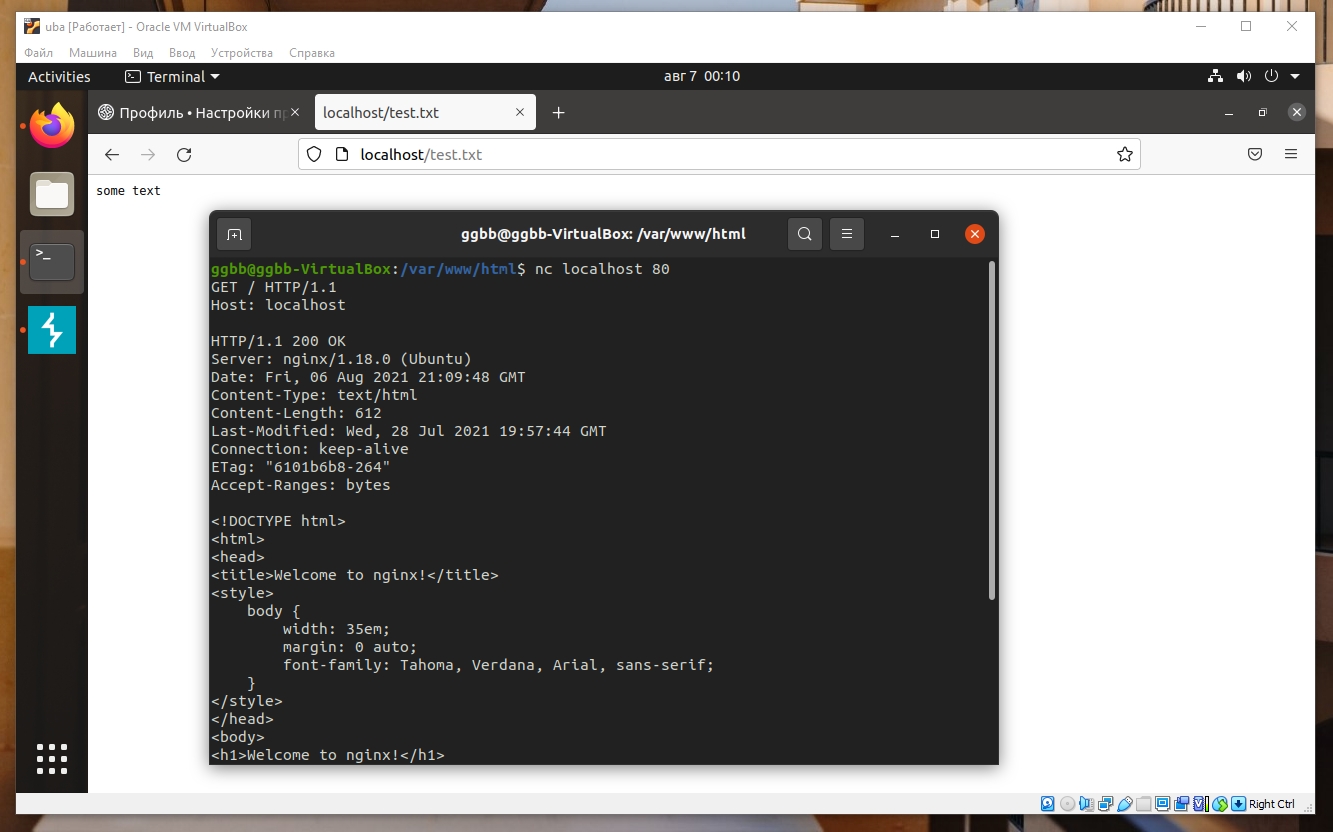 uba [Работает] - Oracle VM VirtualBox
Файл Машина Вид Ввод Устройства Справка
Activities Terminal авг 7 00:10
Профиль • Настройки пр localhost/test.txt
localhost/test.txt
some text
ggbb@ggbb-VirtualBox: /var/www/html
ggbb@ggbb-VirtualBox:/var/www/html$ nc localhost 80
GET / HTTP/1.1
Host: localhost
HTTP/1.1 200 OK
Server: nginx/1.18.0 (Ubuntu)
Date: Fri, 06 Aug 2021 21:09:48 GMT
Content-Type: text/html
Content-Length: 612
Last-Modified: Wed, 28 Jul 2021 19:57:44 GMT
Connection: keep-alive
ETag: "6101b6b8-264"
Accept-Ranges: bytes
<!DOCTYPE html>
<html>
<head>
<title>Welcome to nginx!</title>
<style>
    body {
        width: 35em;
        margin: 0 auto;
        font-family: Tahoma, Verdana, Arial, sans-serif;
    }
</style>
</head>
<body>
<h1>Welcome to nginx!</h1>
Right Ctrl